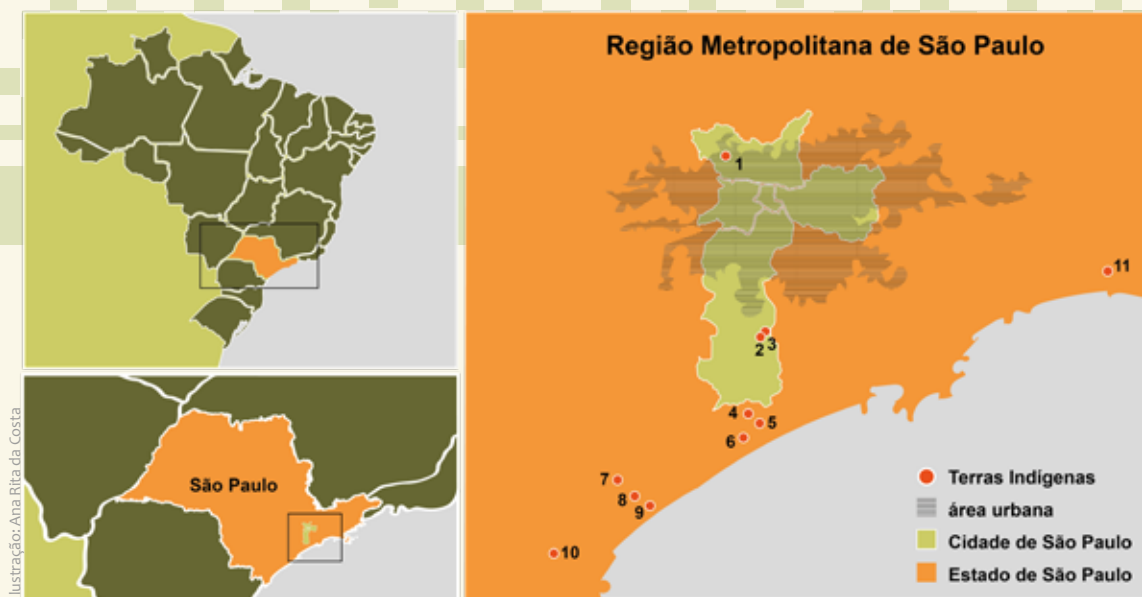 Região Metropolitana de São Paulo
1
11
3
2
4
5
6
7
8
9
10
São Paulo
Terras Indígenas
área urbana
Cidade de São Paulo
Estado de São Paulo
lustração: Ana Rita da Costa